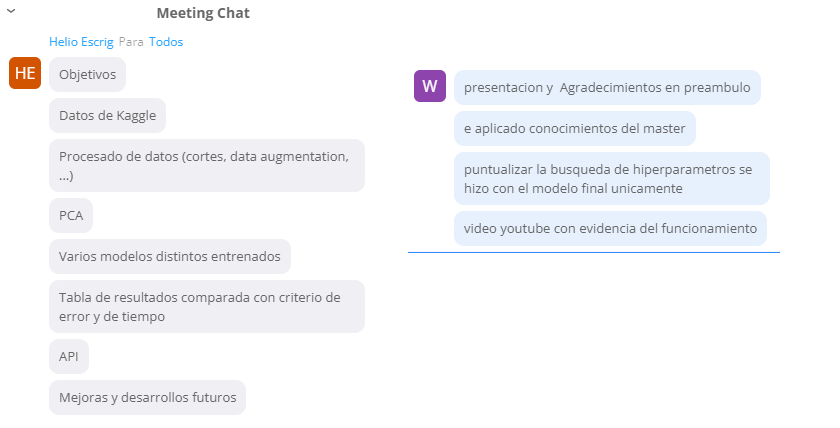 Meeting Chat
Helio Escrig Para Todos
HE
Objetivos
Datos de Kaggle
Procesado de datos (cortes, data augmentation,
...)
PCA
Varios modelos distintos entrenados
Tabla de resultados comparada con criterio de
error y de tiempo
API
Mejoras y desarrollos futuros
W
presentacion y  Agradecimientos en preambulo
e aplicado conocimientos del master
puntualizar la busqueda de hiperparametros se
hizo con el modelo final unicamente
video youtube con evidencia del funcionamiento